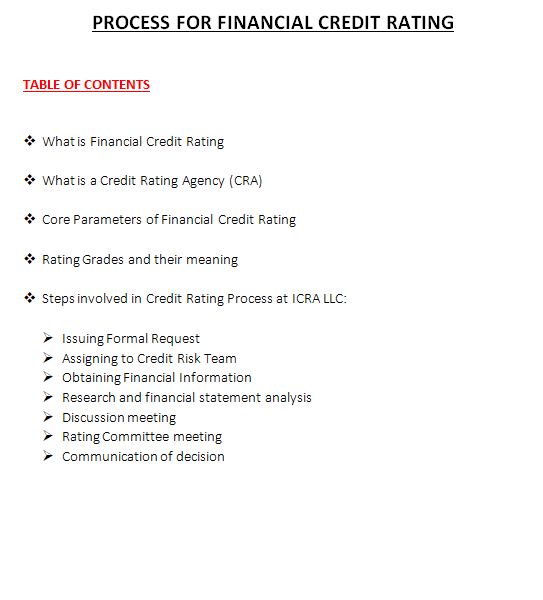 PROCESS FOR FINANCIAL CREDIT RATING
TABLE OF CONTENTS
❖ What is Financial Credit Rating
❖ What is a Credit Rating Agency (CRA)
❖ Core Parameters of Financial Credit Rating
❖ Rating Grades and their meaning
❖ Steps involved in Credit Rating Process at ICRA LLC:
➢ Issuing Formal Request
➢ Assigning to Credit Risk Team
➢ Obtaining Financial Information
➢ Research and financial statement analysis
➢ Discussion meeting
➢ Rating Committee meeting
➢ Communication of decision